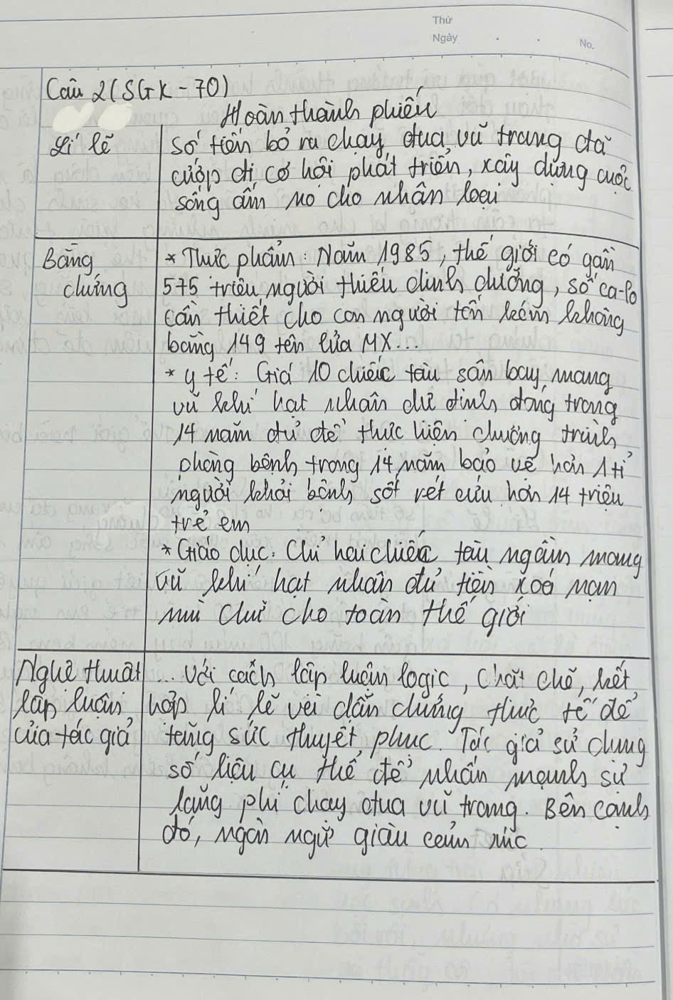 Thứ
Ngày
No.
Câu 2 (SGK - 70)
Hoàn thành phiếu
Lí lẽ
Số tiền bỏ ra chạy đua vũ trang đã
cướp đi cơ hội phát triển, xây dựng cuộc
sống ấm no cho nhân loại
Bằng
chứng
* Thực phẩm: Năm 1985, thế giới có gần
575 triệu người thiếu dinh dưỡng, số ca-lo
cần thiết cho con người tốn kém không
bằng 149 tên lửa MX...
* y tế: Giá 10 chiếc tàu sân bay mang
vũ khí hạt nhân dự định đóng trong
14 năm đủ để thực hiện chương trình
phòng bệnh trong 14 năm bảo vệ hơn 1 tỉ
người khỏi bệnh sốt rét cứu hơn 14 triệu
trẻ em
* Giáo dục: Chỉ hai chiếc tàu ngầm mang
vũ khí hạt nhân đủ tiền xoá nạn
mù chữ cho toàn thế giới
Nghệ thuật
lập luận
của tác giả
... Với cách lập luận logic, chặt chẽ, kết
hợp lí lẽ với dẫn chứng thực tế để
tăng sức thuyết phục. Tác giả sử dụng
số liệu cụ thể để nhấn mạnh sự
lãng phí chạy đua vũ trang. Bên cạnh
đó, ngôn ngữ giàu cảm xúc.